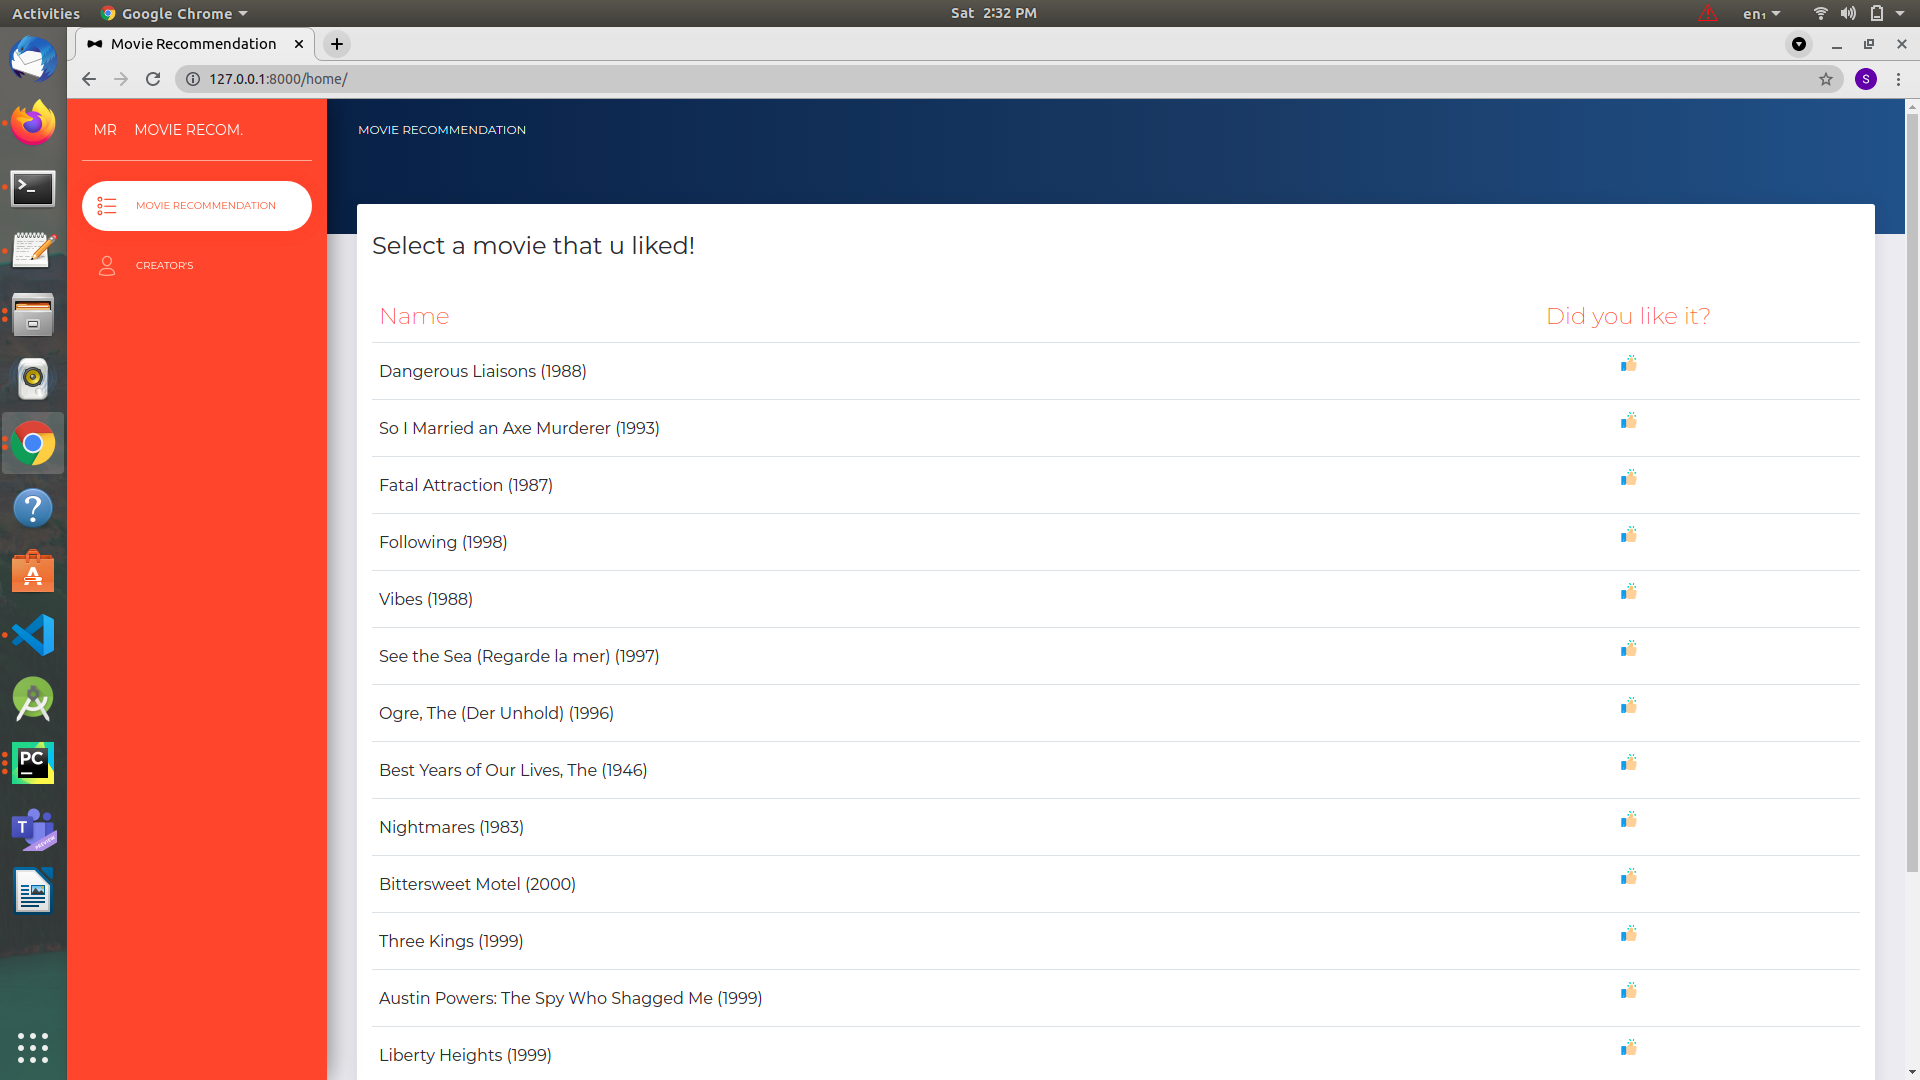 Activities Google Chrome Sat 2:32 PM en₁
Movie Recommendation
127.0.0.1:8000/home/ S
MR MOVIE RECOM.
MOVIE RECOMMENDATION
MOVIE RECOMMENDATION
CREATOR'S
Select a movie that u liked!
Name Did you like it?
Dangerous Liaisons (1988)
So I Married an Axe Murderer (1993)
Fatal Attraction (1987)
Following (1998)
Vibes (1988)
See the Sea (Regarde la mer) (1997)
Ogre, The (Der Unhold) (1996)
Best Years of Our Lives, The (1946)
Nightmares (1983)
Bittersweet Motel (2000)
Three Kings (1999)
Austin Powers: The Spy Who Shagged Me (1999)
Liberty Heights (1999)
PC
T
PREVIEW